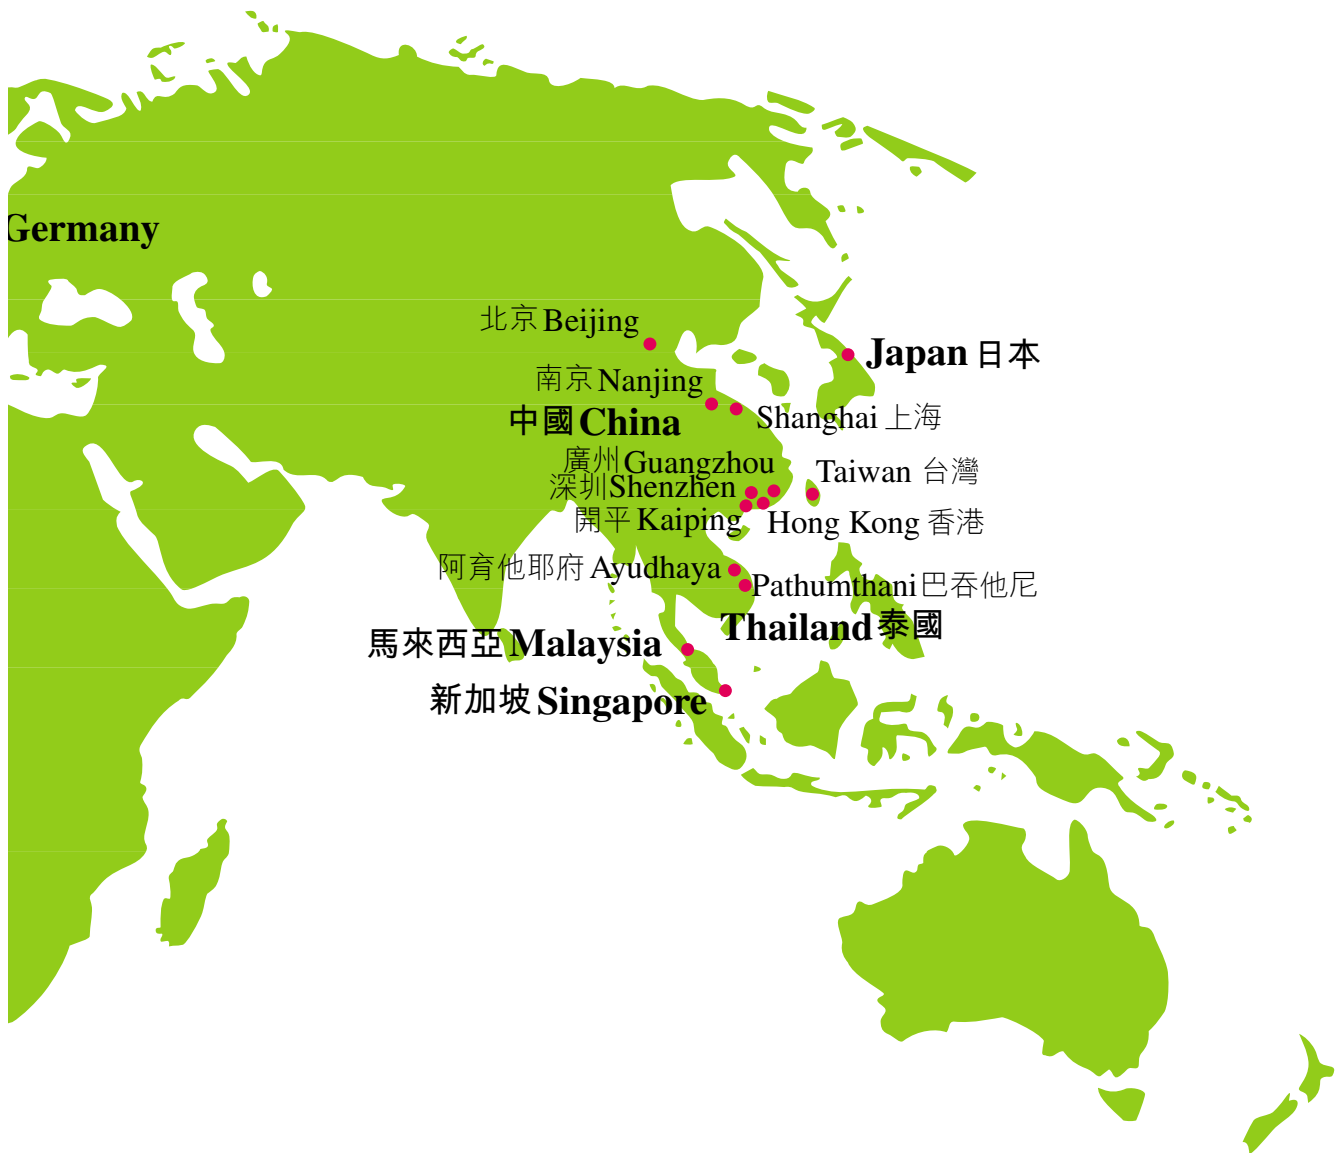 Germany
北京 Beijing
Japan 日本
南京 Nanjing
中國 China
Shanghai 上海
廣州 Guangzhou
Taiwan 台灣
深圳 Shenzhen
開平 Kaiping
Hong Kong 香港
阿育他耶府 Ayudhaya
Pathumthani 巴吞他尼
Thailand 泰國
馬來西亞 Malaysia
新加坡 Singapore